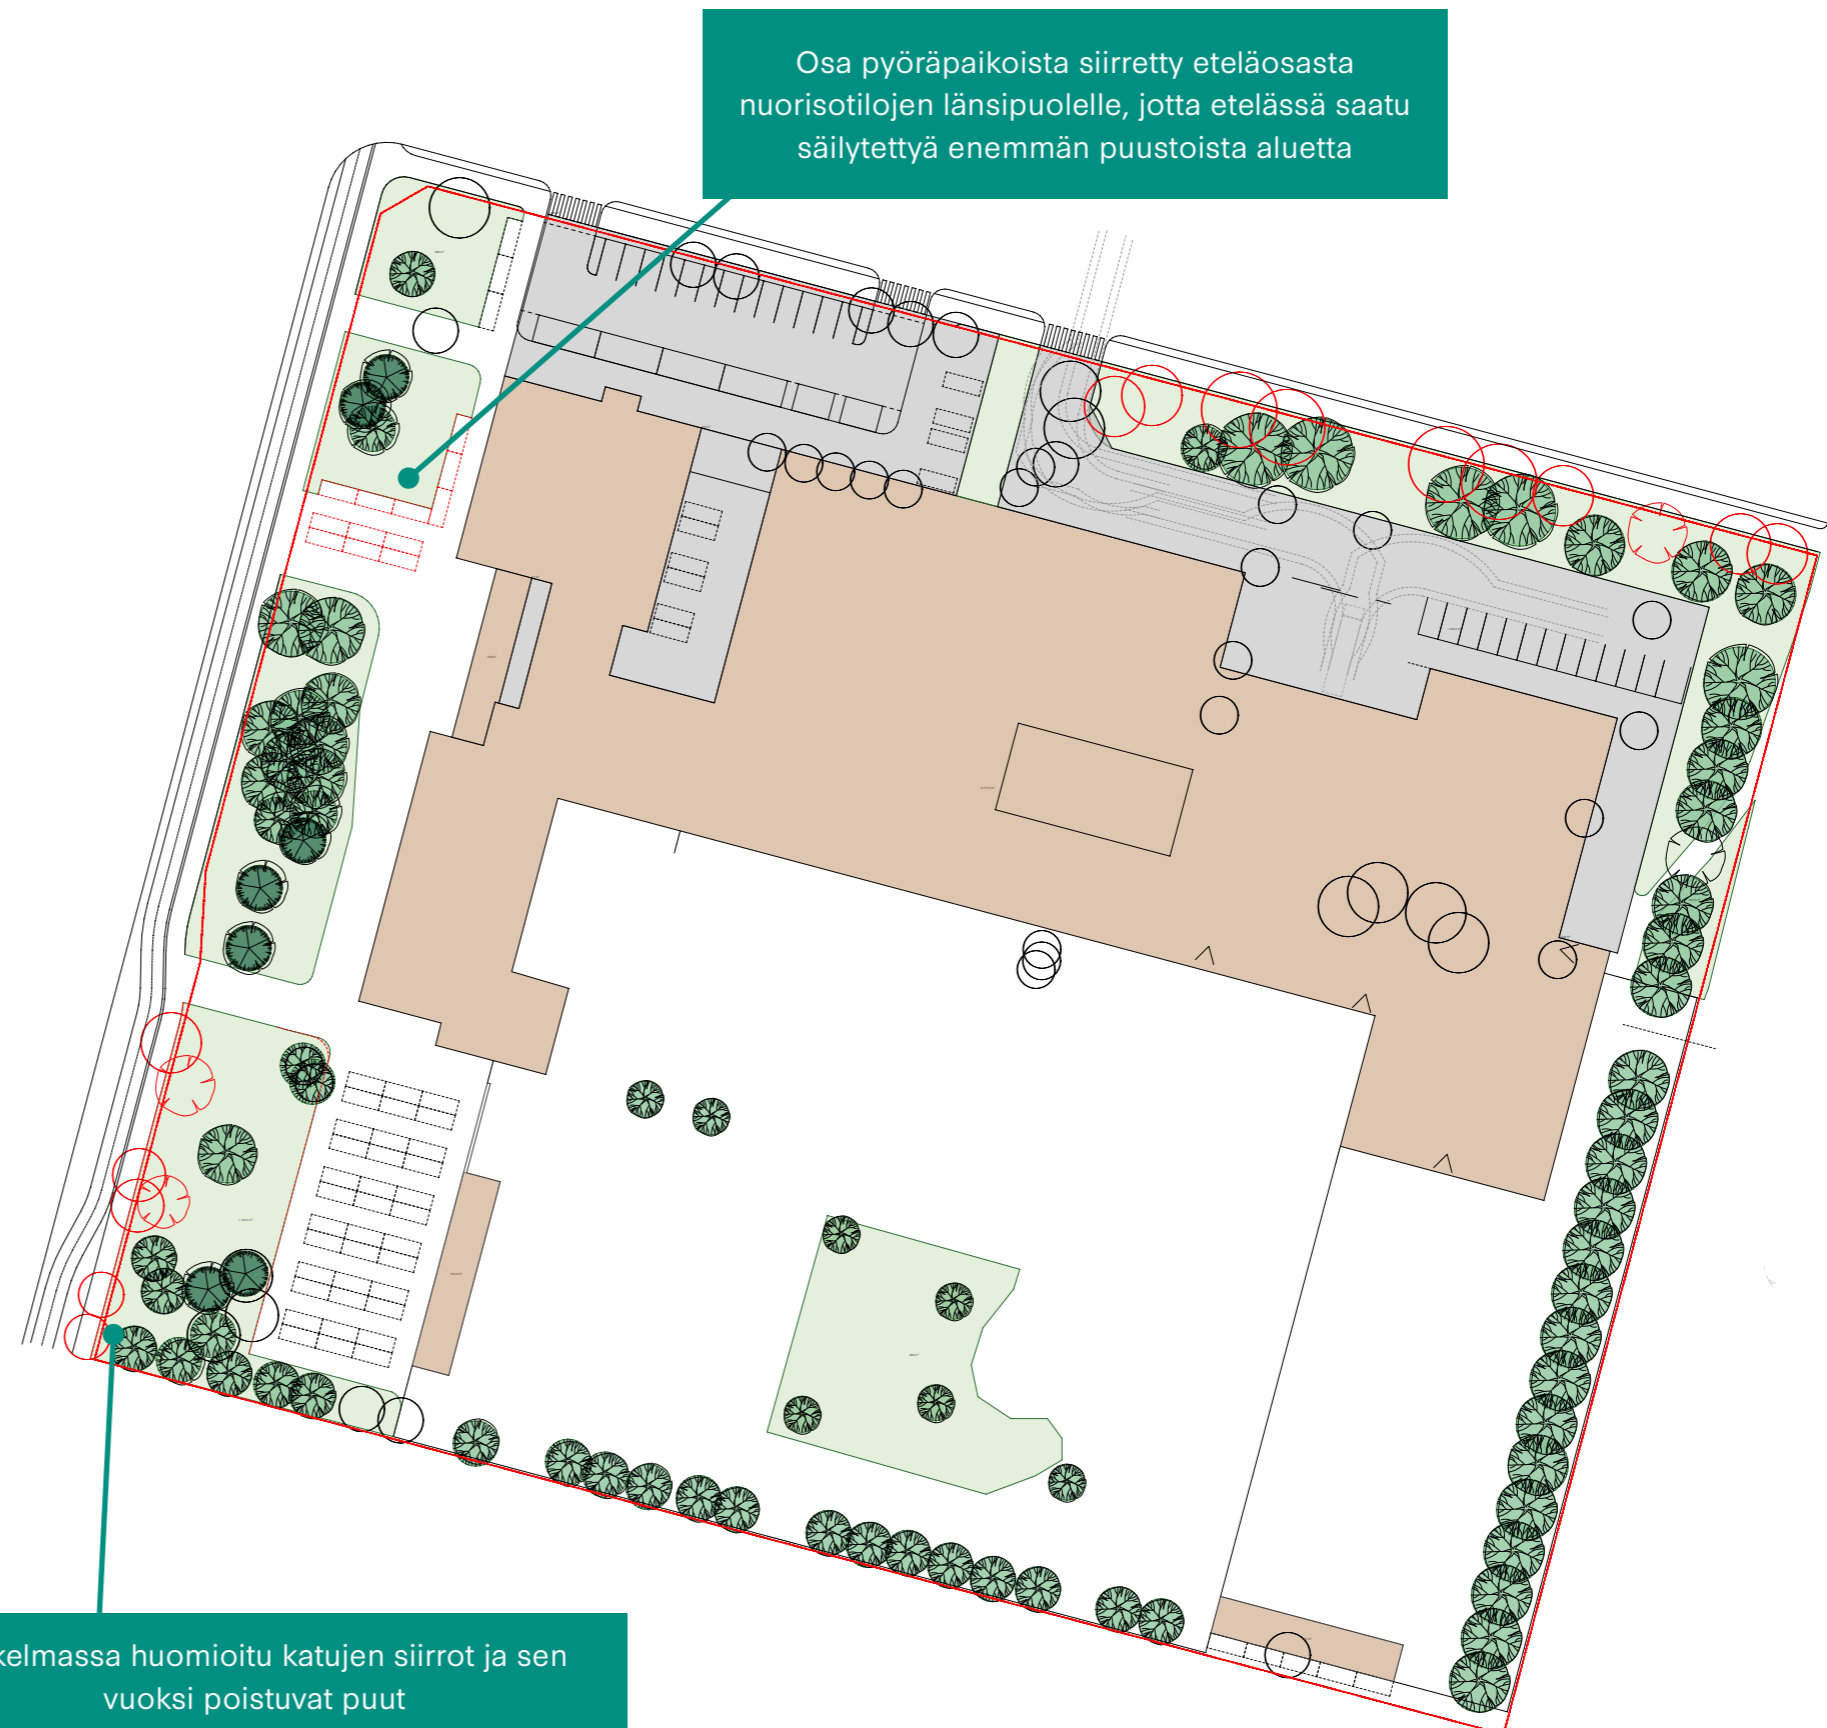 Osa pyöräpaikoista siirretty eteläosasta
nuorisotilojen länsipuolelle, jotta etelässä saatu
säilytettyä enemmän puustoista aluetta
kelmassa huomioitu katujen siirrot ja sen
vuoksi poistuvat puut